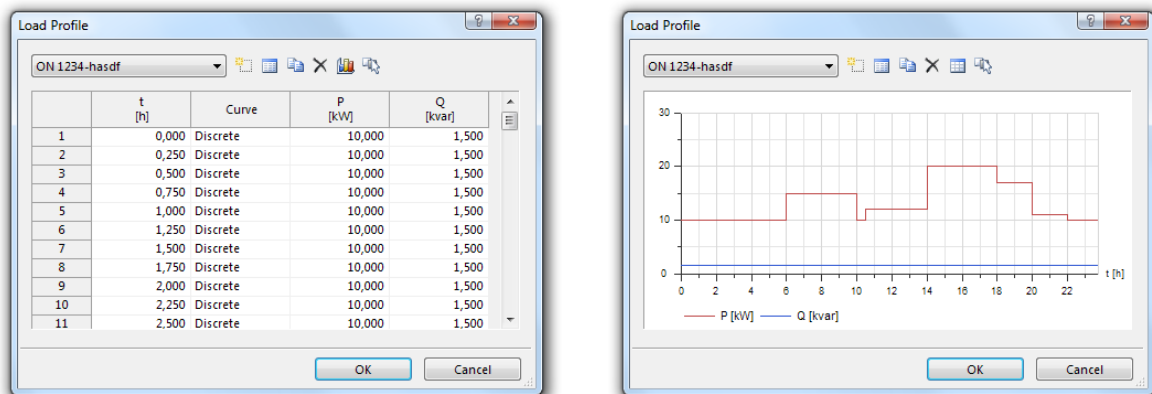 Load Profile
ON 1234-hasdf
t [h] Curve P [kW] Q [kvar]
1 0,000 Discrete 10,000 1,500
2 0,250 Discrete 10,000 1,500
3 0,500 Discrete 10,000 1,500
4 0,750 Discrete 10,000 1,500
5 1,000 Discrete 10,000 1,500
6 1,250 Discrete 10,000 1,500
7 1,500 Discrete 10,000 1,500
8 1,750 Discrete 10,000 1,500
9 2,000 Discrete 10,000 1,500
10 2,250 Discrete 10,000 1,500
11 2,500 Discrete 10,000 1,500
OK Cancel
Load Profile
ON 1234-hasdf
30
20
10
0
t [h]
0 2 4 6 8 10 12 14 16 18 20 22
P [kW] Q [kvar]
OK Cancel